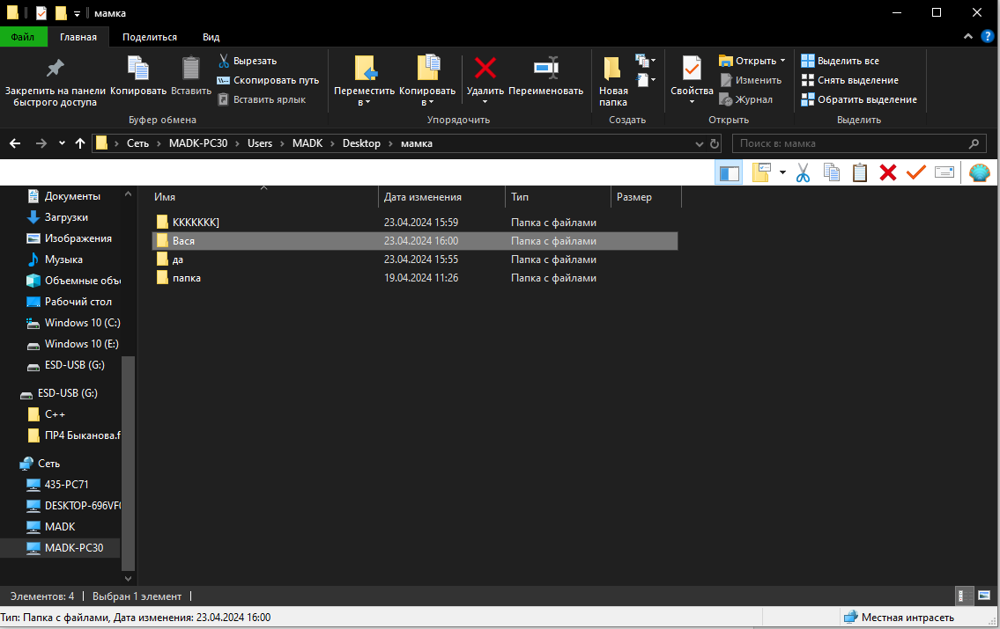 мамка
Файл Главная Поделиться Вид
Закрепить на панели быстрого доступа
Копировать
Вставить
Вырезать
Скопировать путь
Вставить ярлык
Буфер обмена
Переместить в
Копировать в
Удалить
Переименовать
Упорядочить
Новая папка
Создать
Свойства
Открыть
Изменить
Журнал
Открыть
Выделить все
Снять выделение
Обратить выделение
Выделить
Сеть MADK-PC30 Users MADK Desktop мамка
Поиск в: мамка
Имя Дата изменения Тип Размер
KKKKKKK] 23.04.2024 15:59 Папка с файлами
Вася 23.04.2024 16:00 Папка с файлами
да 23.04.2024 15:55 Папка с файлами
папка 19.04.2024 11:26 Папка с файлами
Документы
Загрузки
Изображения
Музыка
Объемные объ
Рабочий стол
Windows 10 (C:)
Windows 10 (E:)
ESD-USB (G:)
ESD-USB (G:)
C++
ПР4 Быканова.f
Сеть
435-PC71
DESKTOP-696VF
MADK
MADK-PC30
Элементов: 4 Выбран 1 элемент
Тип: Папка с файлами, Дата изменения: 23.04.2024 16:00
Местная интрасеть